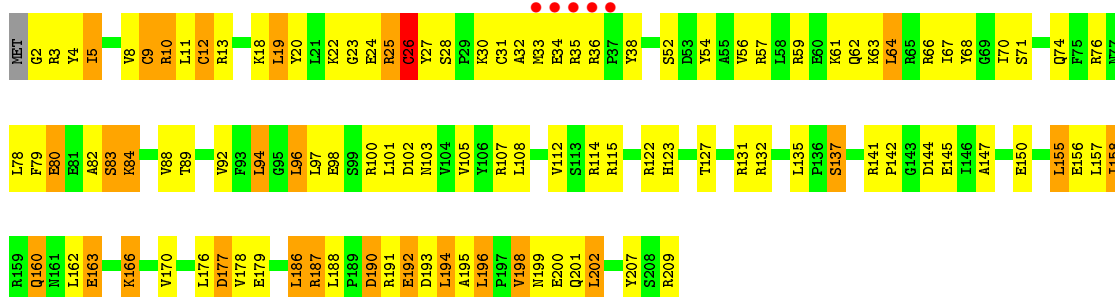 MET G2 R3 Y4 I5 V8 C9 R10 L11 C12 R13 K18 L19 Y20 L21 K22 G23 E24 R25 C26 Y27 S28 P29 K30 C31 A32 M33 E34 R35 R36 P37 Y38 S52 D53 Y54 A55 V56 R57 L58 R59 E60 K61 Q62 K63 L64 R65 R66 I67 Y68 G69 I70 S71 Q74 F75 R76 N77
L78 F79 E80 E81 A82 S83 K84 V88 T89 V92 F93 L94 G95 L96 L97 E98 S99 R100 L101 D102 N103 V104 V105 Y106 R107 L108 V112 S113 R114 R115 R122 H123 T127 R131 R132 L135 P136 S137 R141 P142 G143 D144 E145 I146 A147 E150 L155 E156 L157 I158
R159 Q160 N161 L162 E163 K166 V170 L176 D177 V178 E179 L186 R187 L188 P189 D190 R191 E192 D193 L194 A195 L196 P197 V198 N199 E200 Q201 L202 Y207 S208 R209